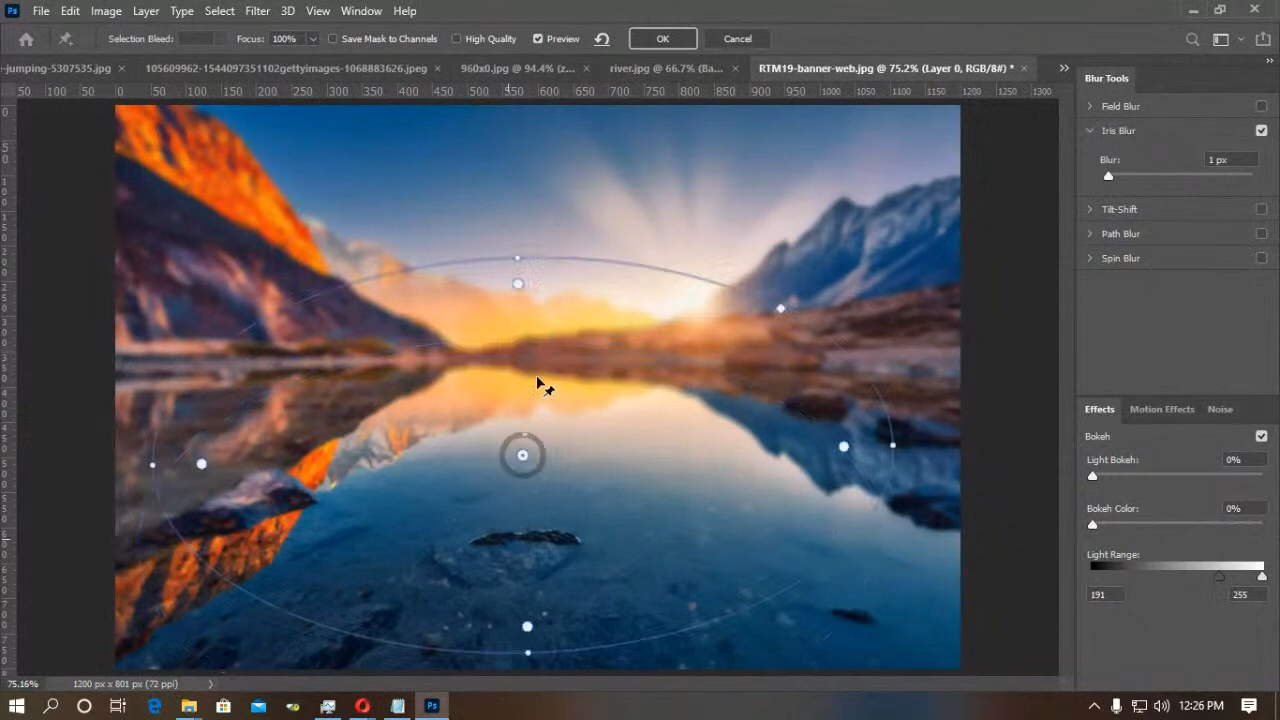 Ps File Edit Image Layer Type Select Filter 3D View Window Help
Selection Bleed: Focus: 100% Save Mask to Channels High Quality Preview OK Cancel
-jumping-5307535.jpg × 105609962-1544097351102gettyimages-1068883626.jpeg × 960x0.jpg @ 94.4% (z... × river.jpg @ 66.7% (Ba... × RTM19-banner-web.jpg @ 75.2% (Layer 0, RGB/8#) * ×
50 100 50 0 50 100 150 200 250 300 350 400 450 500 550 600 650 700 750 800 850 900 950 1000 1050 1100 1150 1200 1250 1300
Blur Tools
Field Blur
Iris Blur
Blur: 1 px
Tilt-Shift
Path Blur
Spin Blur
Effects Motion Effects Noise
Bokeh
Light Bokeh: 0%
Bokeh Color: 0%
Light Range:
191 255
75.16% 1200 px x 801 px (72 ppi)
Ps 12:26 PM